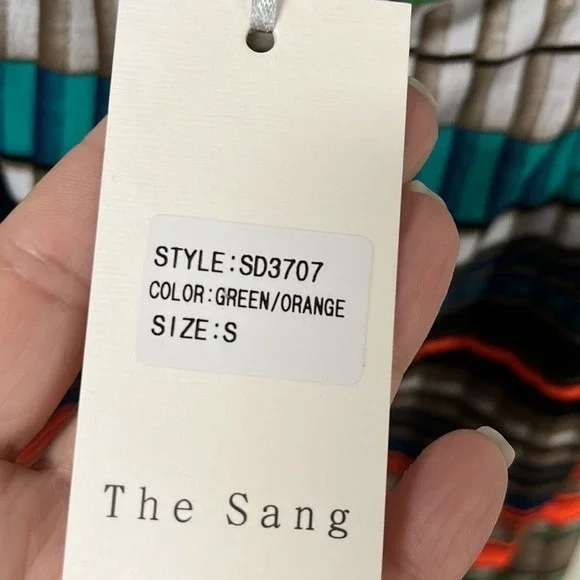 STYLE:SD3707
COLOR:GREEN/ORANGE
SIZE:S
The Sang